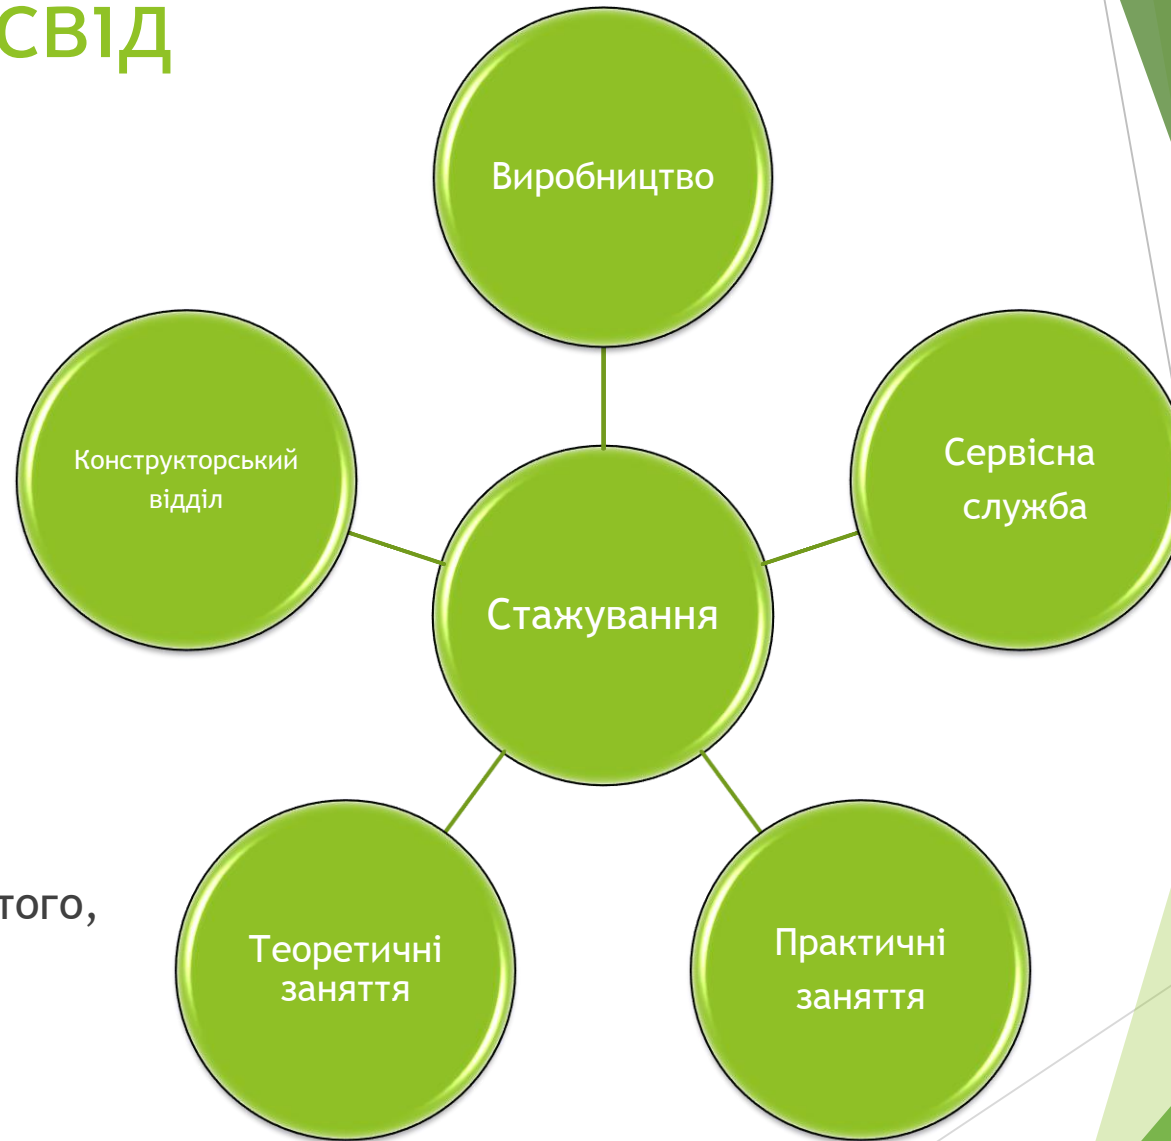 свід
Виробництво
Конструкторський
відділ
Сервісна
служба
Стажування
того,
Теоретичні
заняття
Практичні
заняття